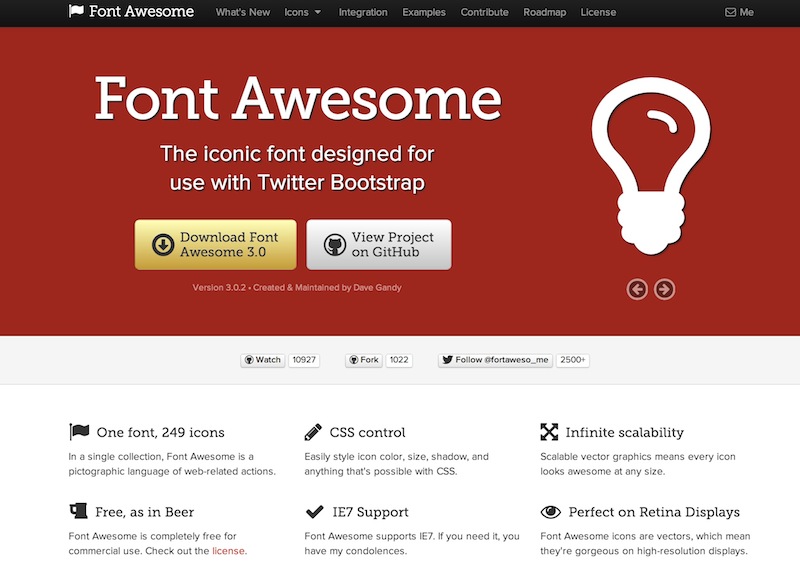 Font Awesome What's New Icons Integration Examples Contribute Roadmap License Me
Font Awesome
The iconic font designed for
use with Twitter Bootstrap
Download Font
Awesome 3.0
View Project
on GitHub
Version 3.0.2 • Created & Maintained by Dave Gandy
Watch 10927 Fork 1022 Follow @fortaweso_me 2500+
One font, 249 icons
In a single collection, Font Awesome is a
pictographic language of web-related actions.
CSS control
Easily style icon color, size, shadow, and
anything that's possible with CSS.
Infinite scalability
Scalable vector graphics means every icon
looks awesome at any size.
Free, as in Beer
Font Awesome is completely free for
commercial use. Check out the license.
IE7 Support
Font Awesome supports IE7. If you need it, you
have my condolences.
Perfect on Retina Displays
Font Awesome icons are vectors, which mean
they're gorgeous on high-resolution displays.